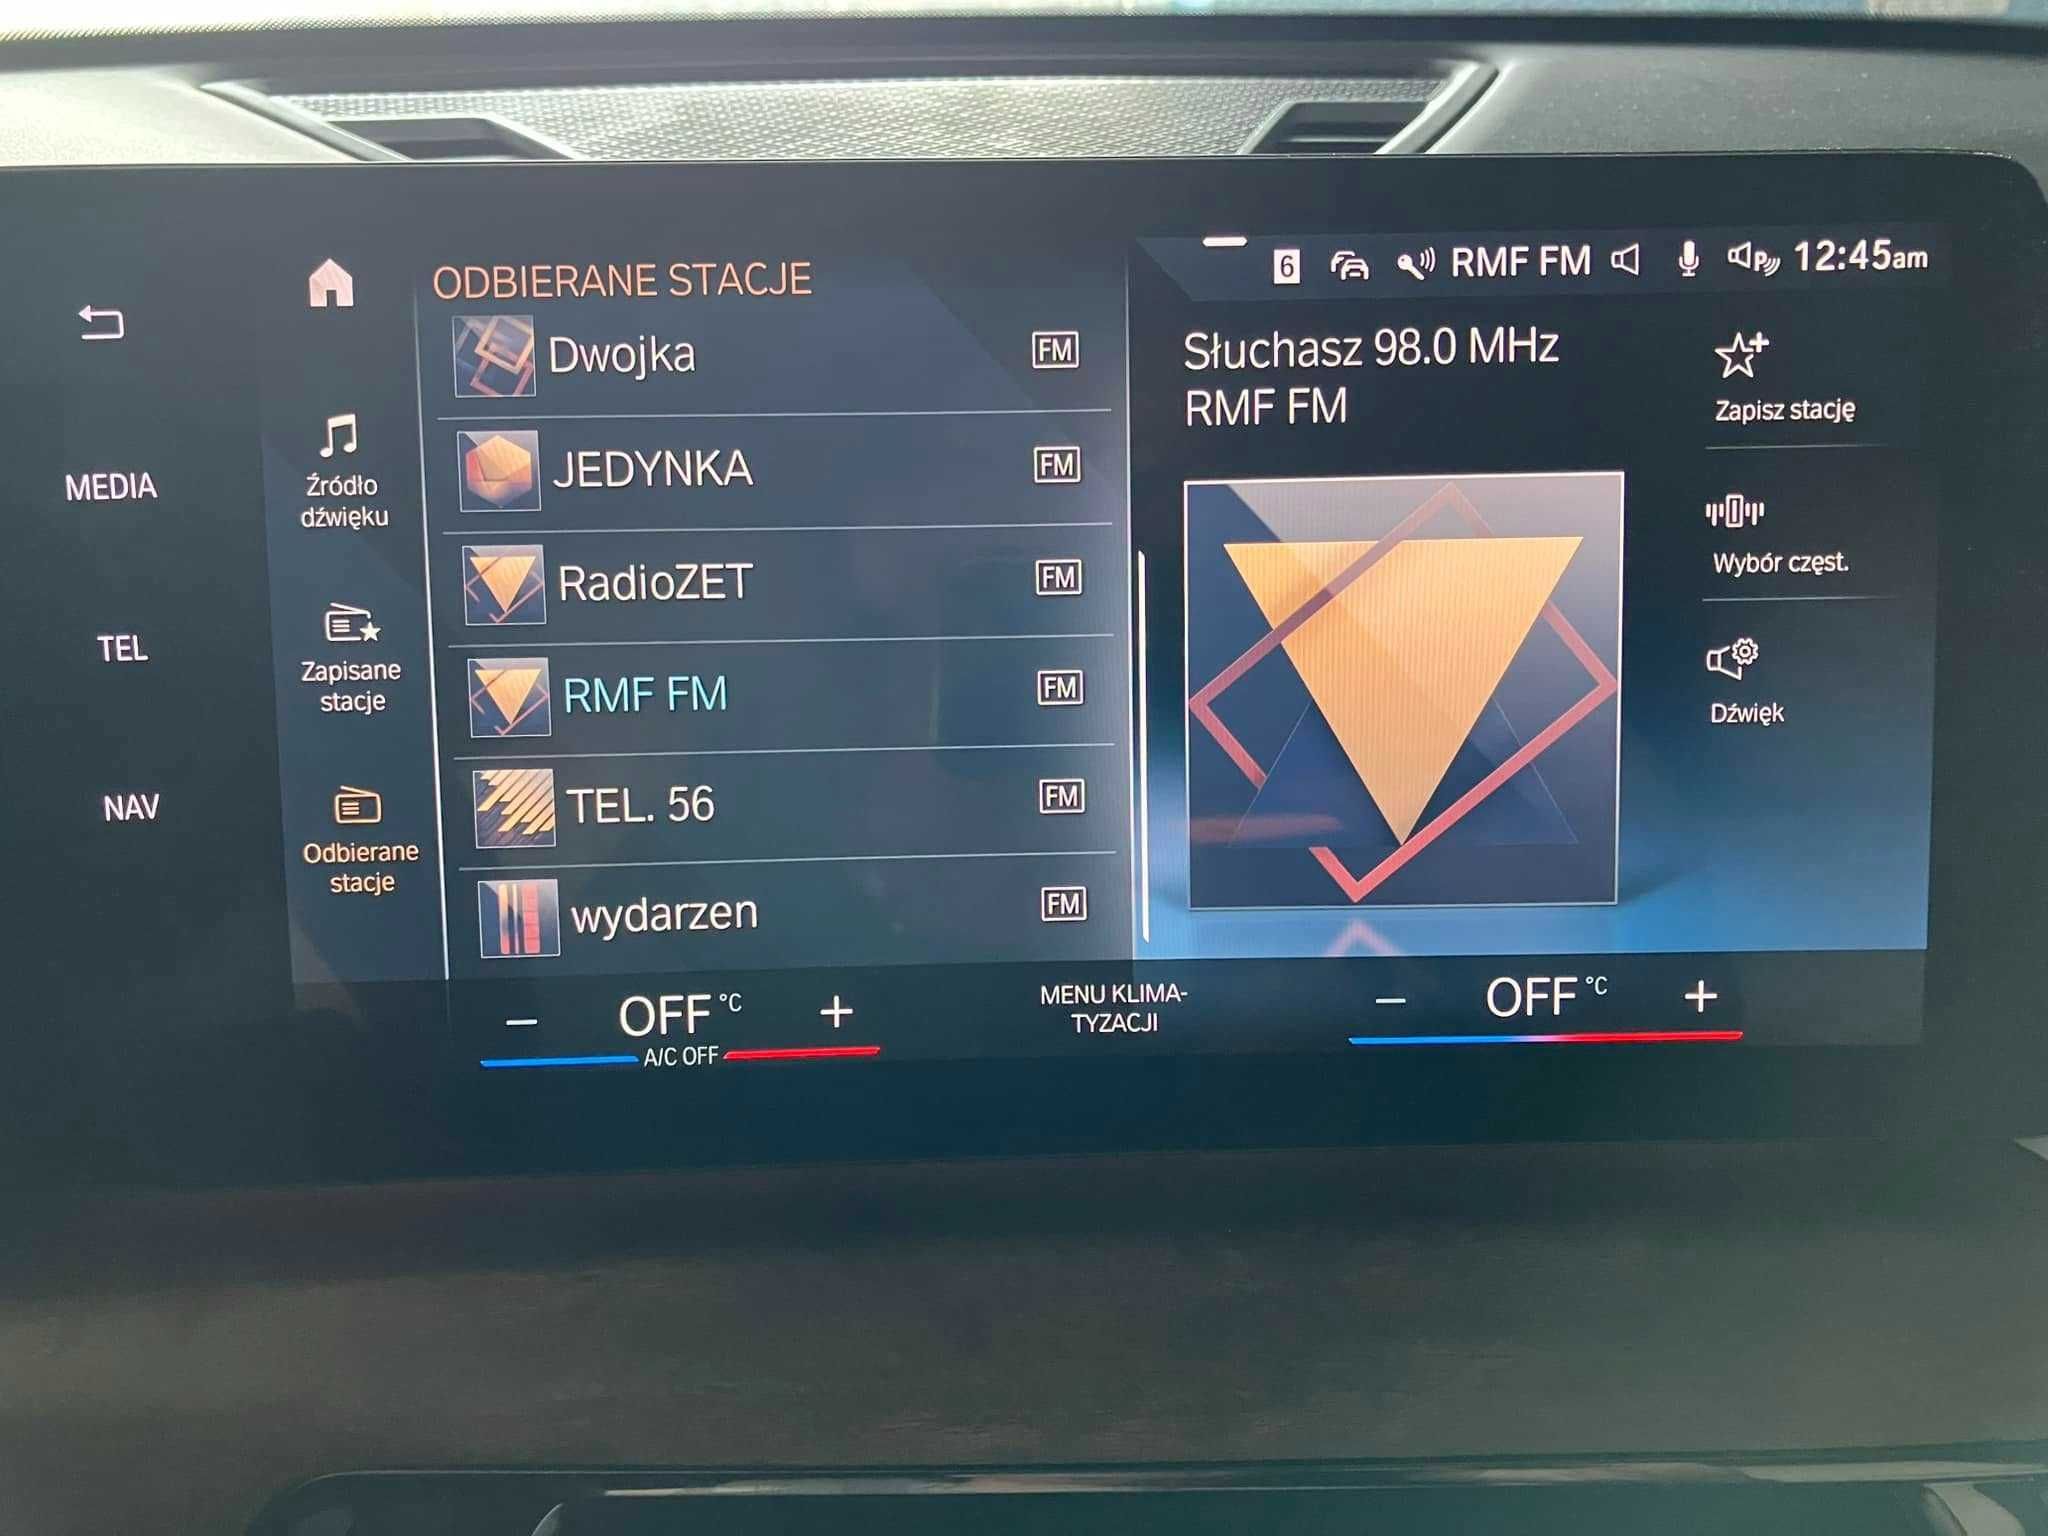 6 RMF FM 12:45am
ODBIERANE STACJE
MEDIA
TEL
NAV
Źródło
dźwięku
Zapisane
stacje
Odbierane
stacje
Dwojka FM
JEDYNKA FM
RadioZET FM
RMF FM FM
TEL. 56 FM
wydarzen FM
Słuchasz 98.0 MHz
RMF FM
Zapisz stację
Wybór częst.
Dźwięk
− OFF °C +
A/C OFF
MENU KLIMA-
TYZACJI
− OFF °C +